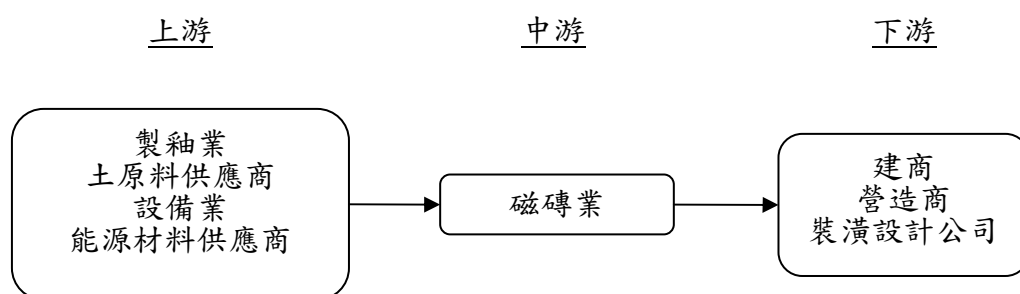 上游
中游
下游
製釉業
土原料供應商
設備業
能源材料供應商
磁磚業
建商
營造商
裝潢設計公司